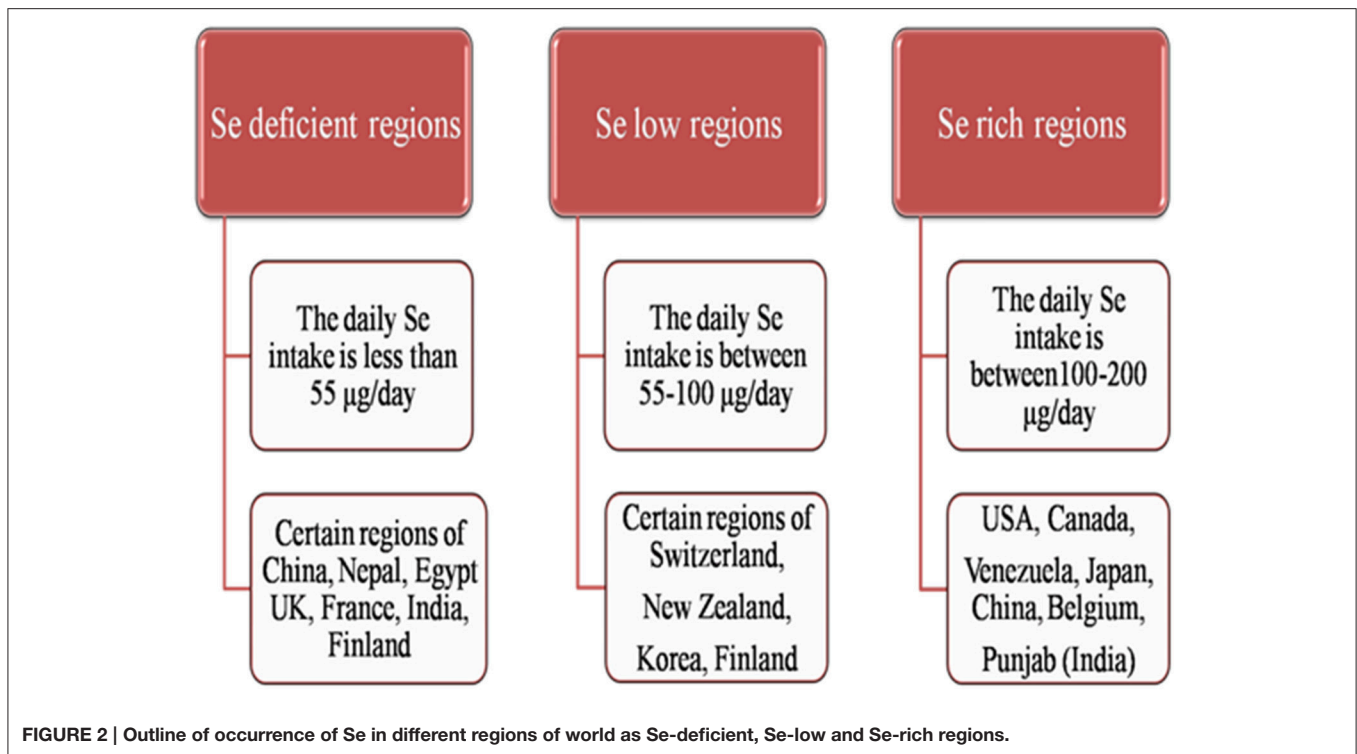 Se deficient regions
The daily Se
intake is less than
55 µg/day
Certain regions of
China, Nepal, Egypt
UK, France, India,
Finland
Se low regions
The daily Se
intake is between
55-100 µg/day
Certain regions of
Switzerland,
New Zealand,
Korea, Finland
Se rich regions
The daily Se
intake is
between100-200
µg/day
USA, Canada,
Venezuela, Japan,
China, Belgium,
Punjab (India)
FIGURE 2 | Outline of occurrence of Se in different regions of world as Se-deficient, Se-low and Se-rich regions.